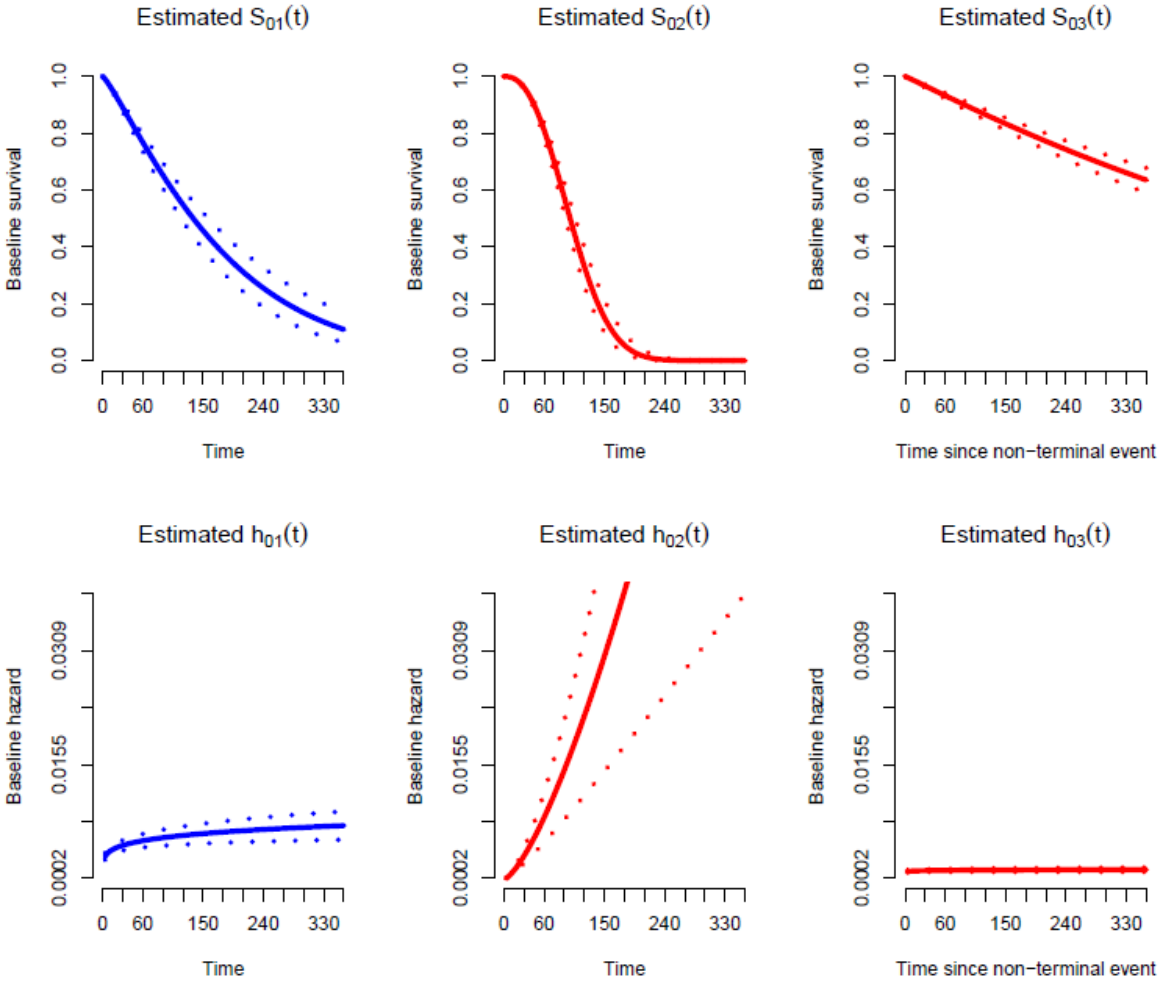 Estimated S01(t)
Estimated S02(t)
Estimated S03(t)
Baseline survival
0.0 0.2 0.4 0.6 0.8 1.0
0 60 150 240 330
Time
Baseline survival
0.0 0.2 0.4 0.6 0.8 1.0
0 60 150 240 330
Time
Baseline survival
0.0 0.2 0.4 0.6 0.8 1.0
0 60 150 240 330
Time since non−terminal event
Estimated h01(t)
Estimated h02(t)
Estimated h03(t)
Baseline hazard
0.0002 0.0155 0.0309
0 60 150 240 330
Time
Baseline hazard
0.0002 0.0155 0.0309
0 60 150 240 330
Time
Baseline hazard
0.0002 0.0155 0.0309
0 60 150 240 330
Time since non−terminal event